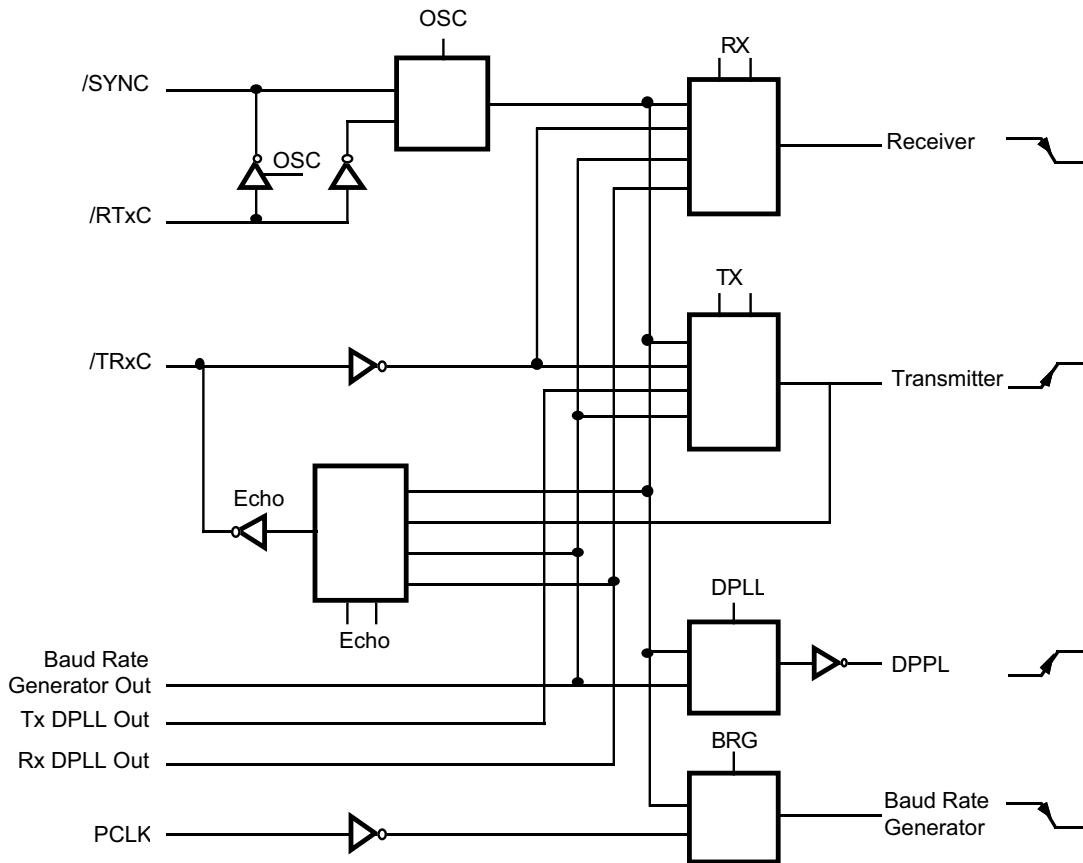 OSC
RX
/SYNC
Receiver
OSC
/RTxC
TX
/TRxC
Transmitter
Echo
DPLL
Echo
Baud Rate
Generator Out
DPPL
Tx DPLL Out
Rx DPLL Out
BRG
Baud Rate
Generator
PCLK